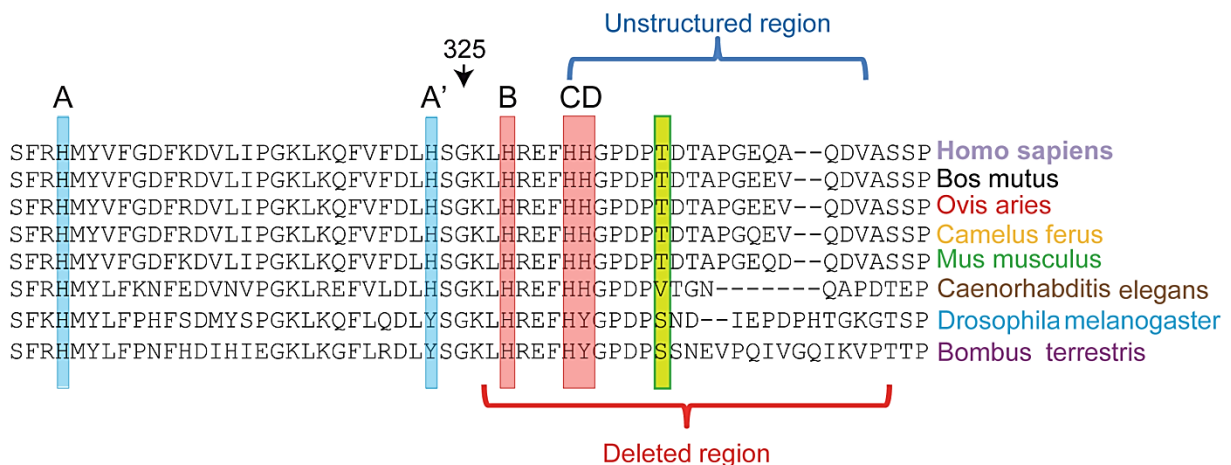 Unstructured region
325
A A' B CD
SFRHMYVFGDFKDVLIPGKLKQFVFDLHSGKLHREFHHGPDPTDTAPGEQA--QDVASSP Homo sapiens
SFRHMYVFGDFRDVLIPGKLKQFVFDLHSGKLHREFHHGPDPTDTAPGEEV--QDVASSP Bos mutus
SFRHMYVFGDFRDVLIPGKLKQFVFDLHSGKLHREFHHGPDPTDTAPGEEV--QDVASSP Ovis aries
SFRHMYVFGDFRDVLIPGKLKQFVFDLHSGKLHREFHHGPDPTDTAPGQEV--QDVASSP Camelus ferus
SFRHMYVFGDFKDVLIPGKLKQFVFDLHSGKLHREFHHGPDPTDTAPGEQD--QDVASSP Mus musculus
SFRHMYLFKNFEDVNVPGKLREFVLDLHSGKLHREFHHGPDPVTGN-------QAPDTEP Caenorhabditis elegans
SFKHMYLFPHFSDMYSPGKLKQFLQDLYSGKLHREFHYGPDPSND--IEPDPHTGKGTSP Drosophila melanogaster
SFRHMYLFPNFHDIHIEGKLKGFLRDLYSGKLHREFHYGPDPSSNEVPQIVGQIKVPTTP Bombus terrestris
Deleted region